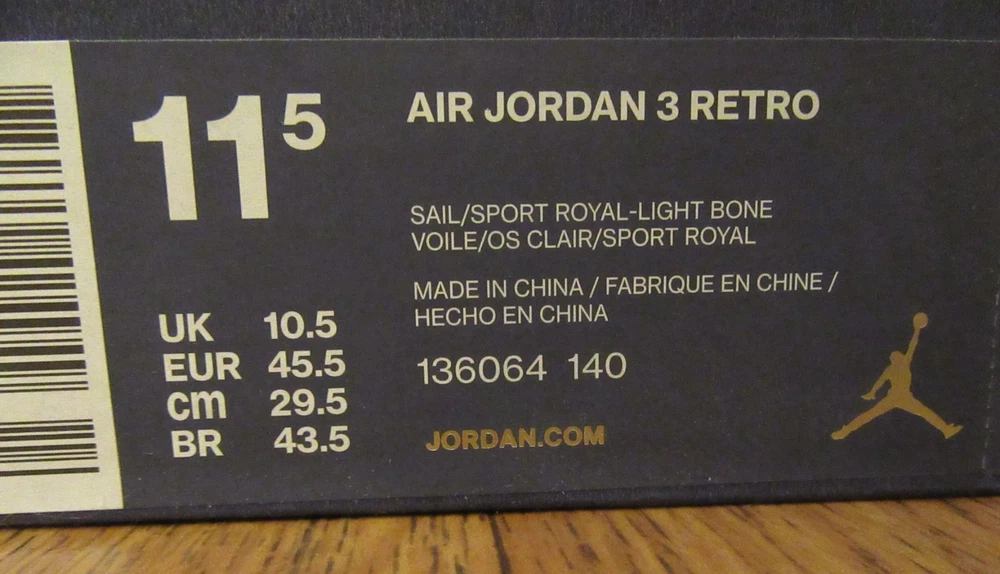 11 5
AIR JORDAN 3 RETRO
SAIL/SPORT ROYAL-LIGHT BONE
VOILE/OS CLAIR/SPORT ROYAL
MADE IN CHINA / FABRIQUE EN CHINE /
HECHO EN CHINA
UK 10.5
EUR 45.5
cm 29.5
BR 43.5
136064 140
JORDAN.COM